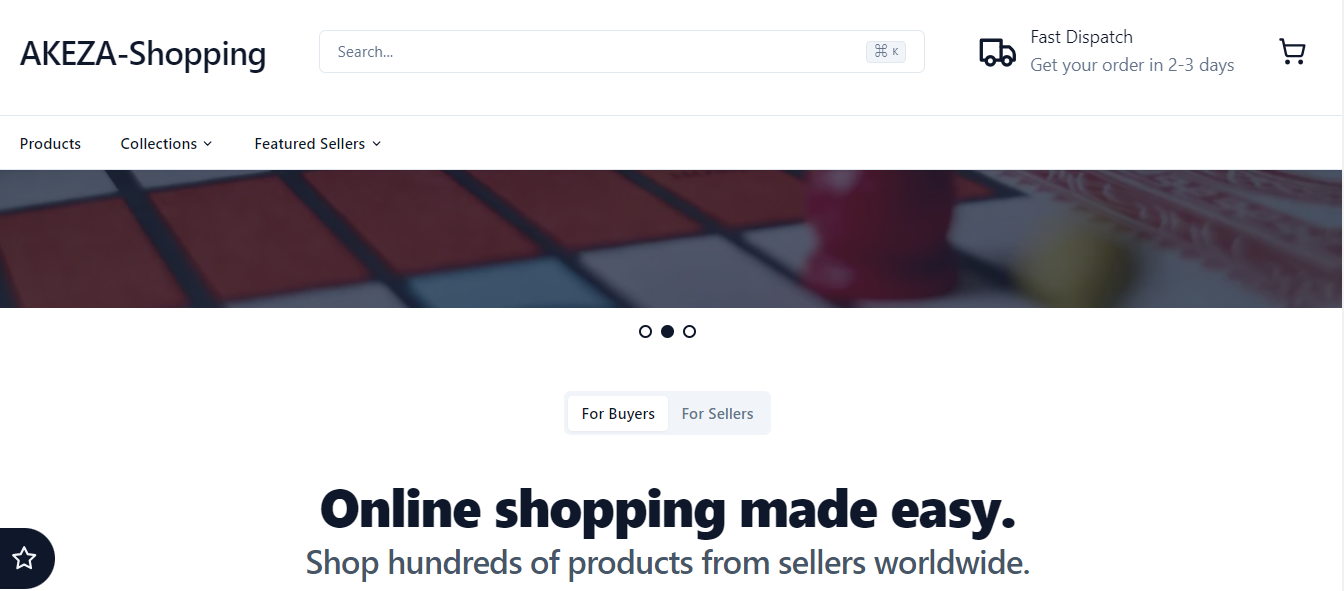 AKEZA-Shopping
Search...
⌘ K
Fast Dispatch
Get your order in 2-3 days
Products
Collections
Featured Sellers
For Buyers
For Sellers
Online shopping made easy.
Shop hundreds of products from sellers worldwide.